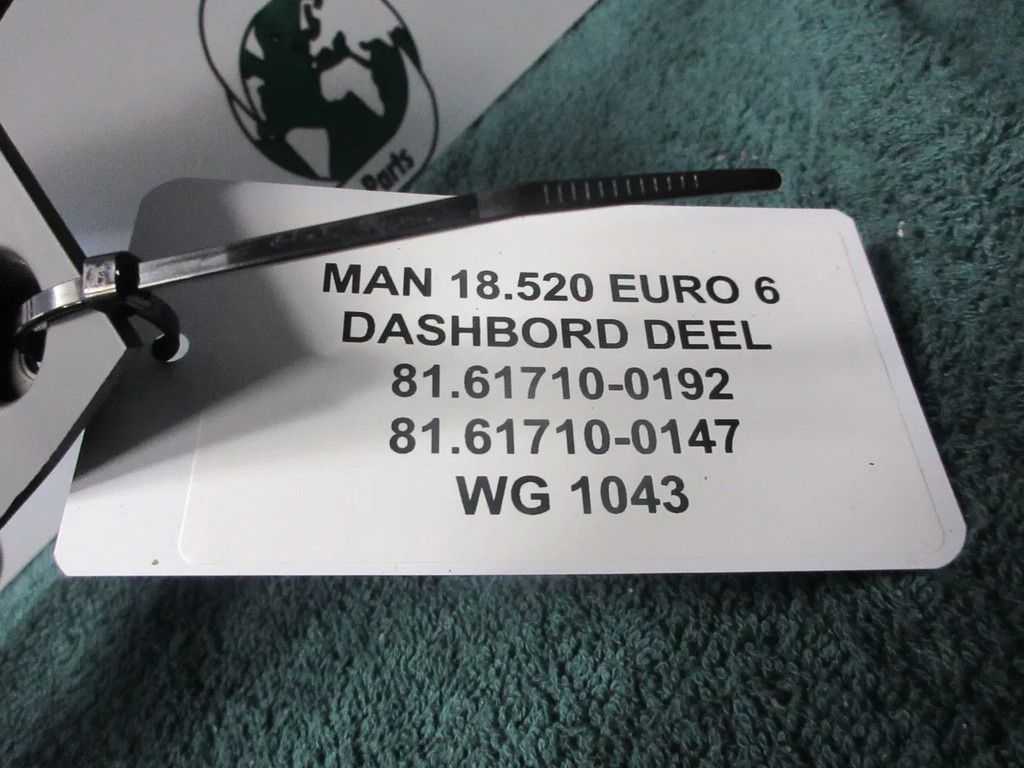 Parts
MAN 18.520 EURO 6
DASHBORD DEEL
81.61710-0192
81.61710-0147
WG 1043